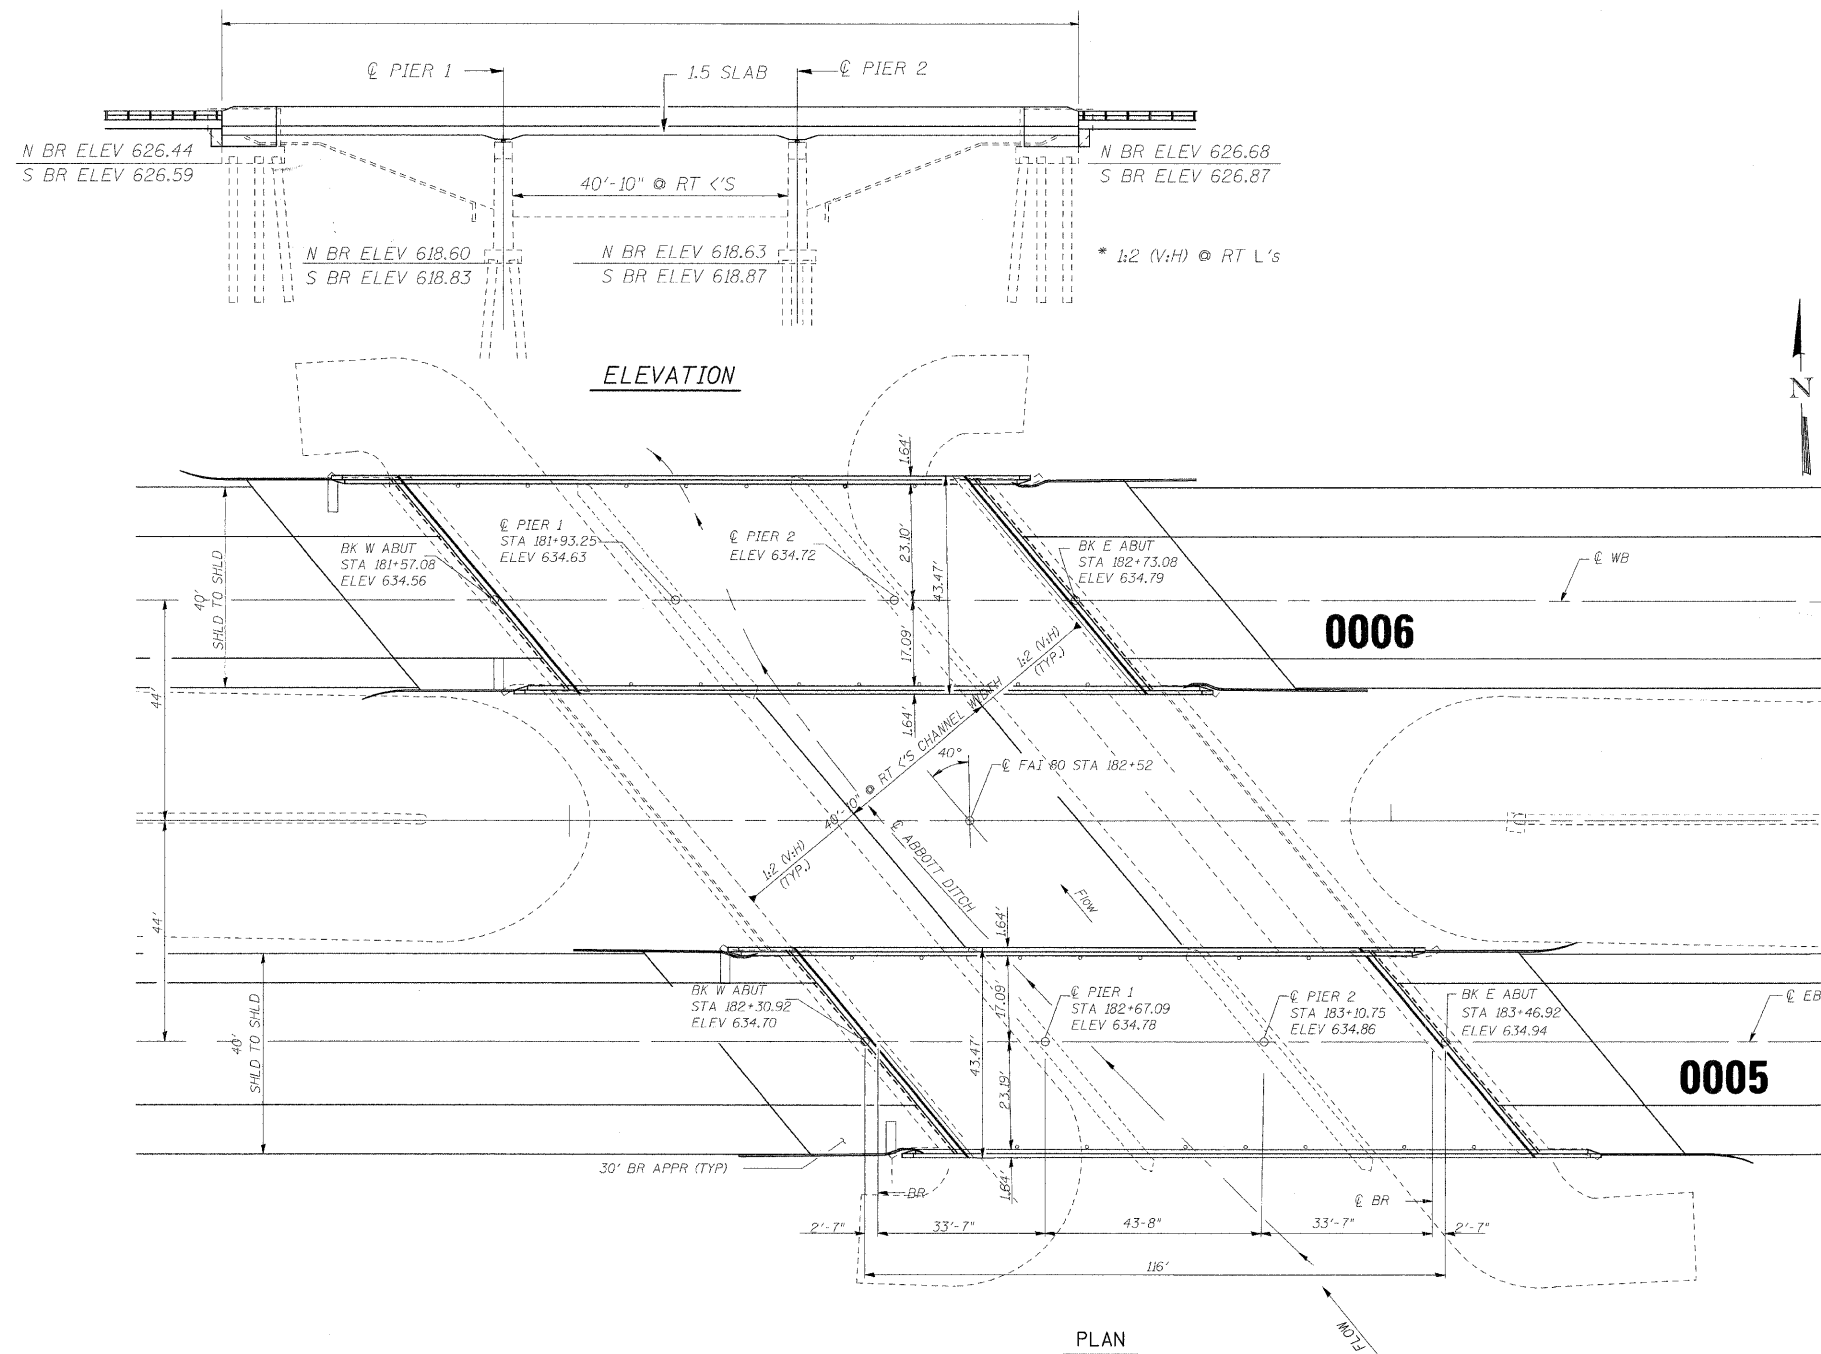 ℄ PIER 1
1.5 SLAB
℄ PIER 2
N BR ELEV 626.44
S BR ELEV 626.59
N BR ELEV 626.68
S BR ELEV 626.87
40'-10" @ RT <'S
N BR ELEV 618.60
S BR ELEV 618.83
N BR ELEV 618.63
S BR ELEV 618.87
* 1:2 (V:H) @ RT L's
ELEVATION
N
1.64'
℄ PIER 1
STA 181+93.25
ELEV 634.63
℄ PIER 2
ELEV 634.72
BK W ABUT
STA 181+57.08
ELEV 634.56
BK E ABUT
STA 182+73.08
ELEV 634.79
23.10'
43.47'
17.09'
1.64'
℄ WB
40'
SHLD TO SHLD
0006
1:2 (V:H)
(TYP.)
40'-10" @ RT <'S CHANNEL WIDTH
40°
℄ FAI 80 STA 182+52
44'
44'
1:2 (V:H)
(TYP.)
℄ ABBOTT DITCH
Flow
1.64'
BK W ABUT
STA 182+30.92
ELEV 634.70
17.09'
43.47'
23.19'
1.64'
℄ PIER 1
STA 182+67.09
ELEV 634.78
℄ PIER 2
STA 183+10.75
ELEV 634.86
BK E ABUT
STA 183+46.92
ELEV 634.94
℄ EB
40'
SHLD TO SHLD
0005
30' BR APPR (TYP)
BR
℄ BR
2'-7"
33'-7"
43-8"
33'-7"
2'-7"
116'
FLOW
PLAN